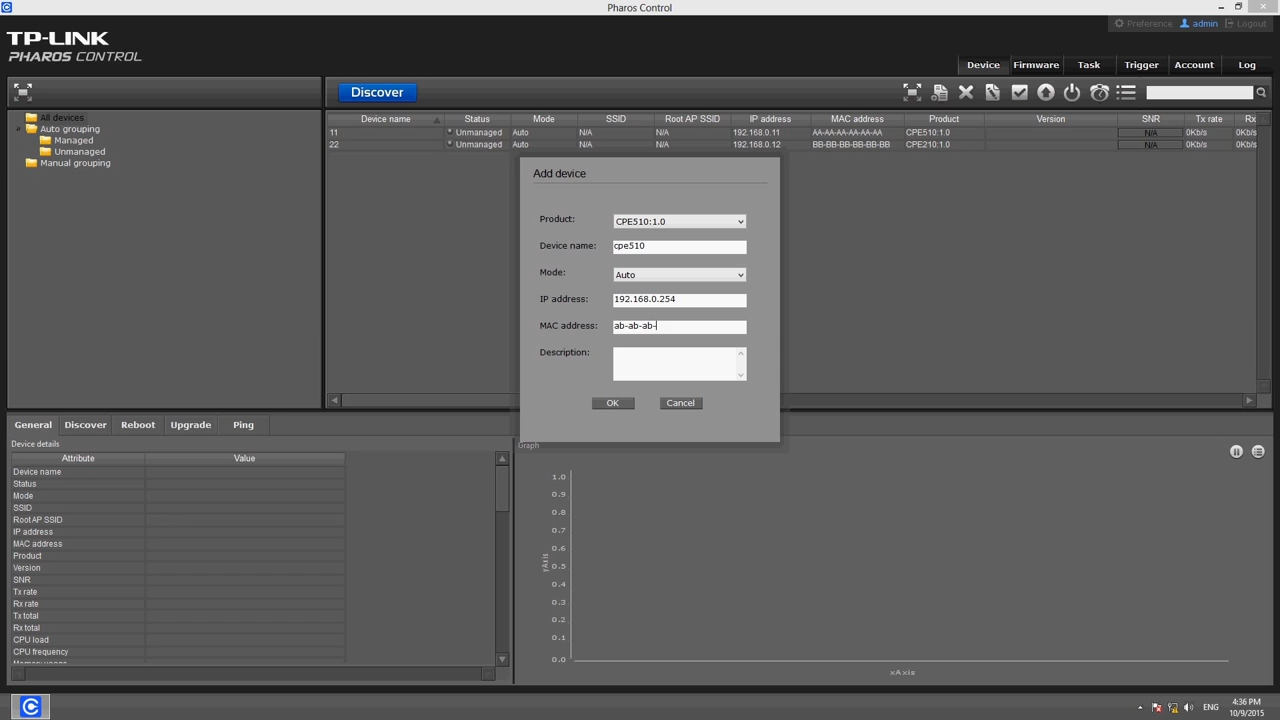 Pharos Control
Preference admin Logout
TP-LINK
PHAROS CONTROL
Device Firmware Task Trigger Account Log
Discover
All devices
Auto grouping
Managed
Unmanaged
Manual grouping
Device name Status Mode SSID Root AP SSID IP address MAC address Product Version SNR Tx rate Rx
11 Unmanaged Auto N/A N/A 192.168.0.11 AA-AA-AA-AA-AA-AA CPE510:1.0 N/A 0Kb/s 0Kb/s
22 Unmanaged Auto N/A N/A 192.168.0.12 BB-BB-BB-BB-BB-BB CPE210:1.0 N/A 0Kb/s 0Kb/s
Add device
Product: CPE510:1.0
Device name: cpe510
Mode: Auto
IP address: 192.168.0.254
MAC address: ab-ab-ab-
Description:
OK Cancel
General Discover Reboot Upgrade Ping
Device details
Attribute Value
Device name
Status
Mode
SSID
Root AP SSID
IP address
MAC address
Product
Version
SNR
Tx rate
Rx rate
Tx total
Rx total
CPU load
CPU frequency
Memory usage
Graph
1.0
0.9
0.8
0.7
0.6
0.5
0.4
0.3
0.2
0.1
0.0
yAxis
xAxis
ENG
4:36 PM
10/9/2015